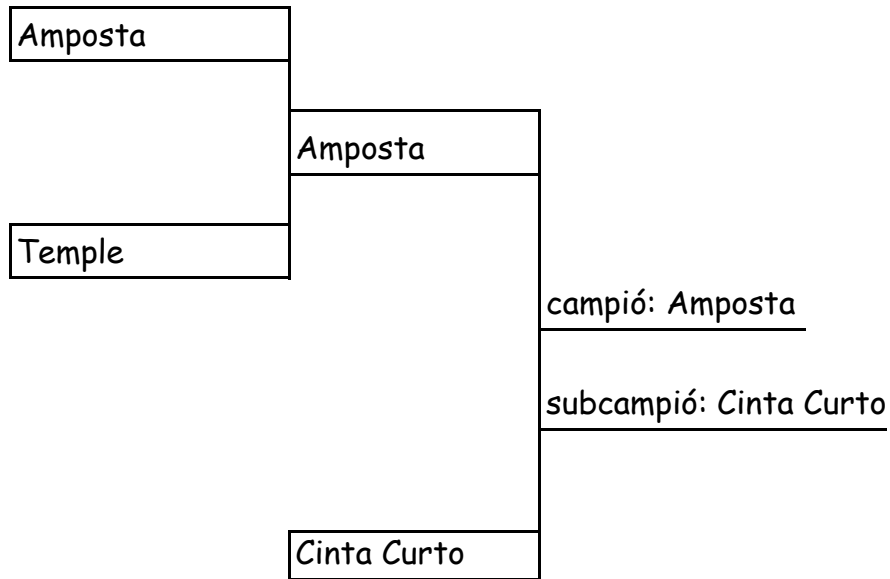 Amposta
Amposta
Temple
campió: Amposta
subcampió: Cinta Curto
Cinta Curto